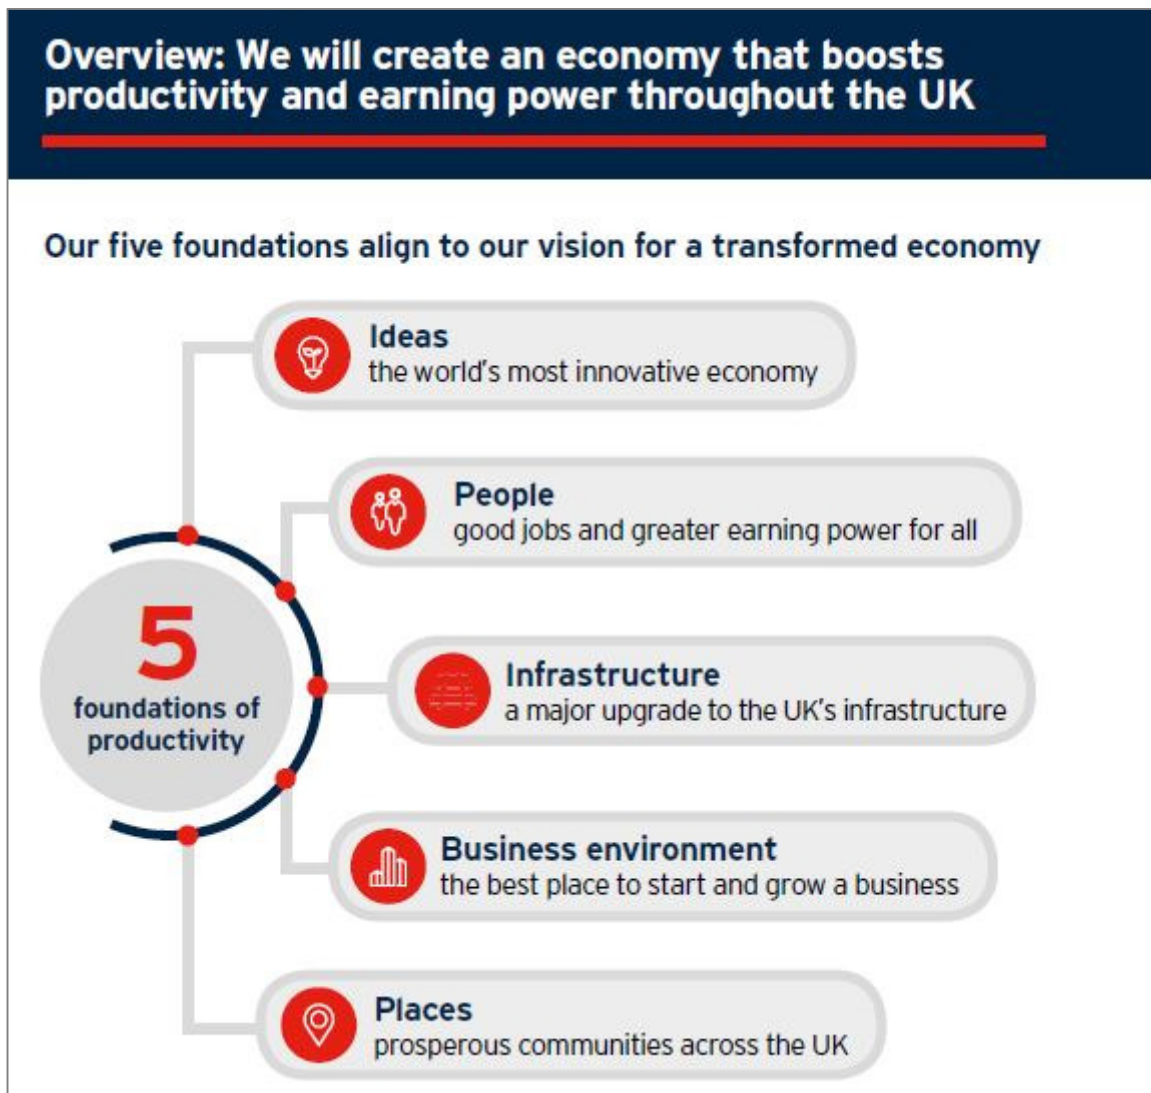 Overview: We will create an economy that boosts
productivity and earning power throughout the UK
Our five foundations align to our vision for a transformed economy
Ideas
the world's most innovative economy
People
good jobs and greater earning power for all
5
foundations of
productivity
Infrastructure
a major upgrade to the UK's infrastructure
Business environment
the best place to start and grow a business
Places
prosperous communities across the UK